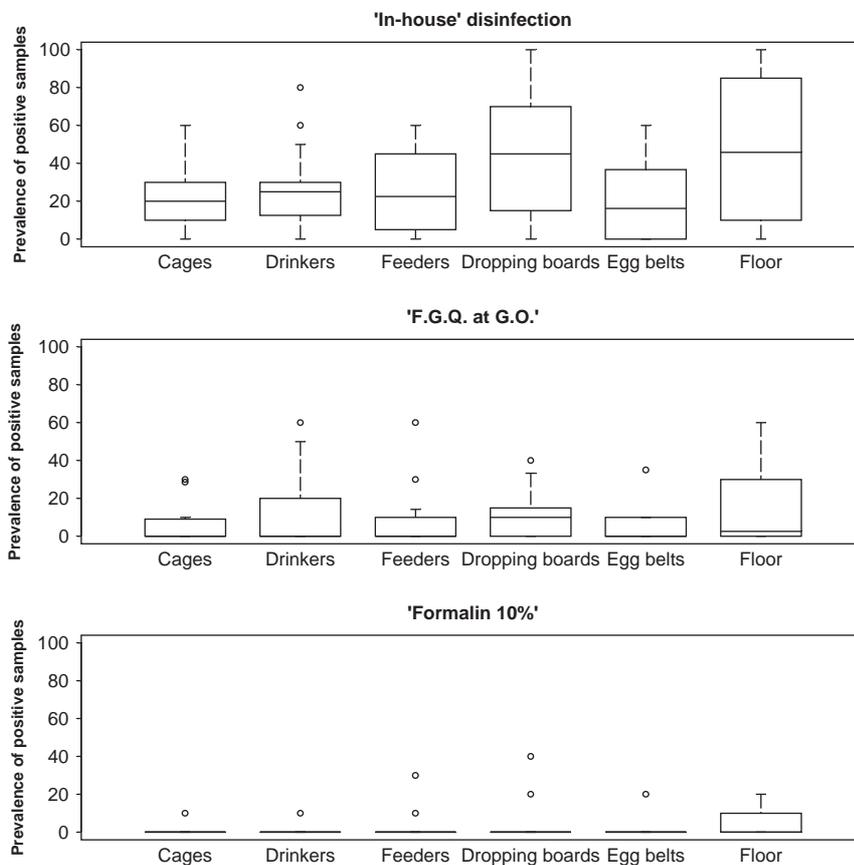 'In-house' disinfection
Prevalence of positive samples
100
80
60
40
20
0
Cages Drinkers Feeders Dropping boards Egg belts Floor
'F.G.Q. at G.O.'
Prevalence of positive samples
100
80
60
40
20
0
Cages Drinkers Feeders Dropping boards Egg belts Floor
'Formalin 10%'
Prevalence of positive samples
100
80
60
40
20
0
Cages Drinkers Feeders Dropping boards Egg belts Floor